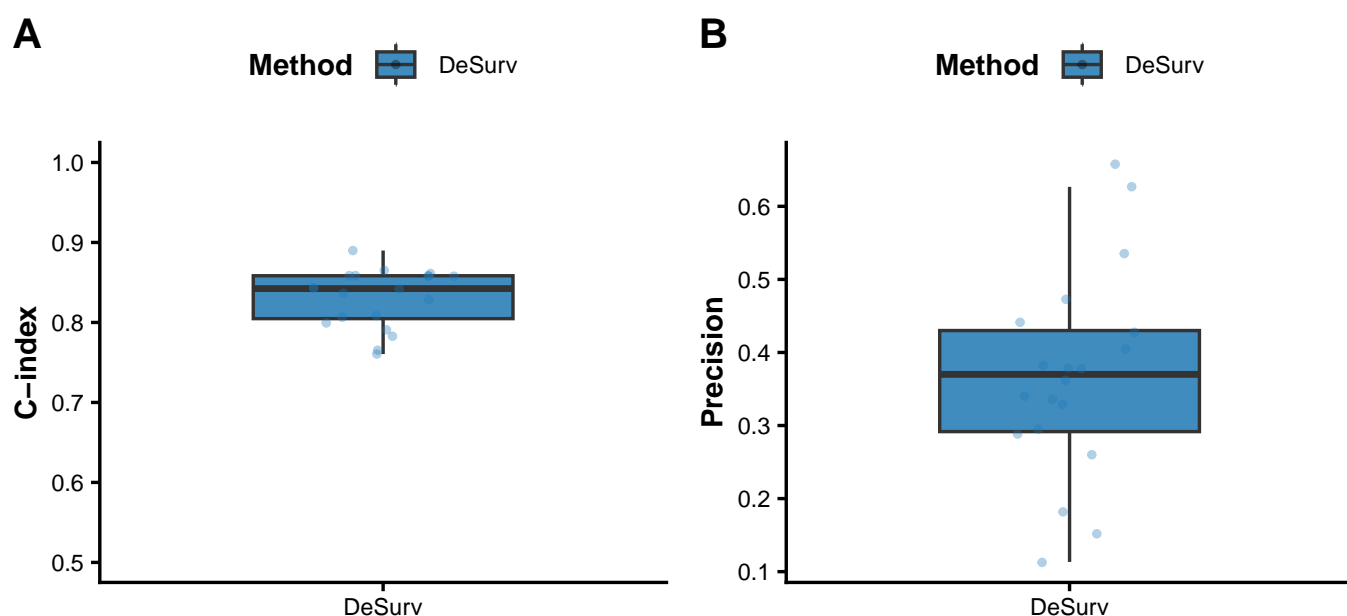 A
Method DeSurv
C−index
1.0
0.9
0.8
0.7
0.6
0.5
DeSurv
B
Method DeSurv
Precision
0.6
0.5
0.4
0.3
0.2
0.1
DeSurv